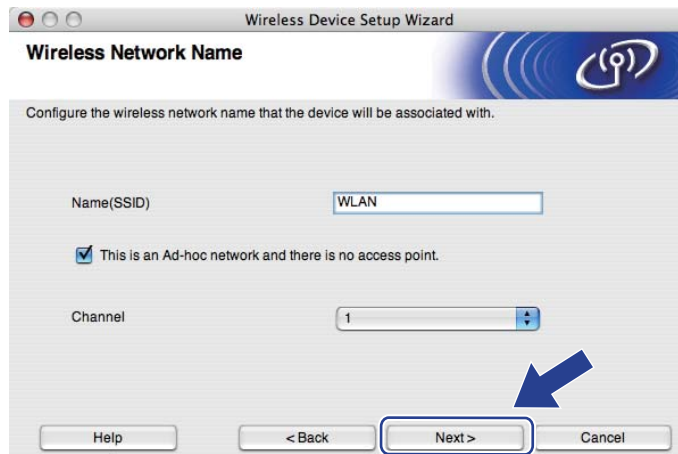 Wireless Device Setup Wizard
Wireless Network Name
Configure the wireless network name that the device will be associated with.
Name(SSID) WLAN
This is an Ad-hoc network and there is no access point.
Channel 1
Help < Back Next > Cancel